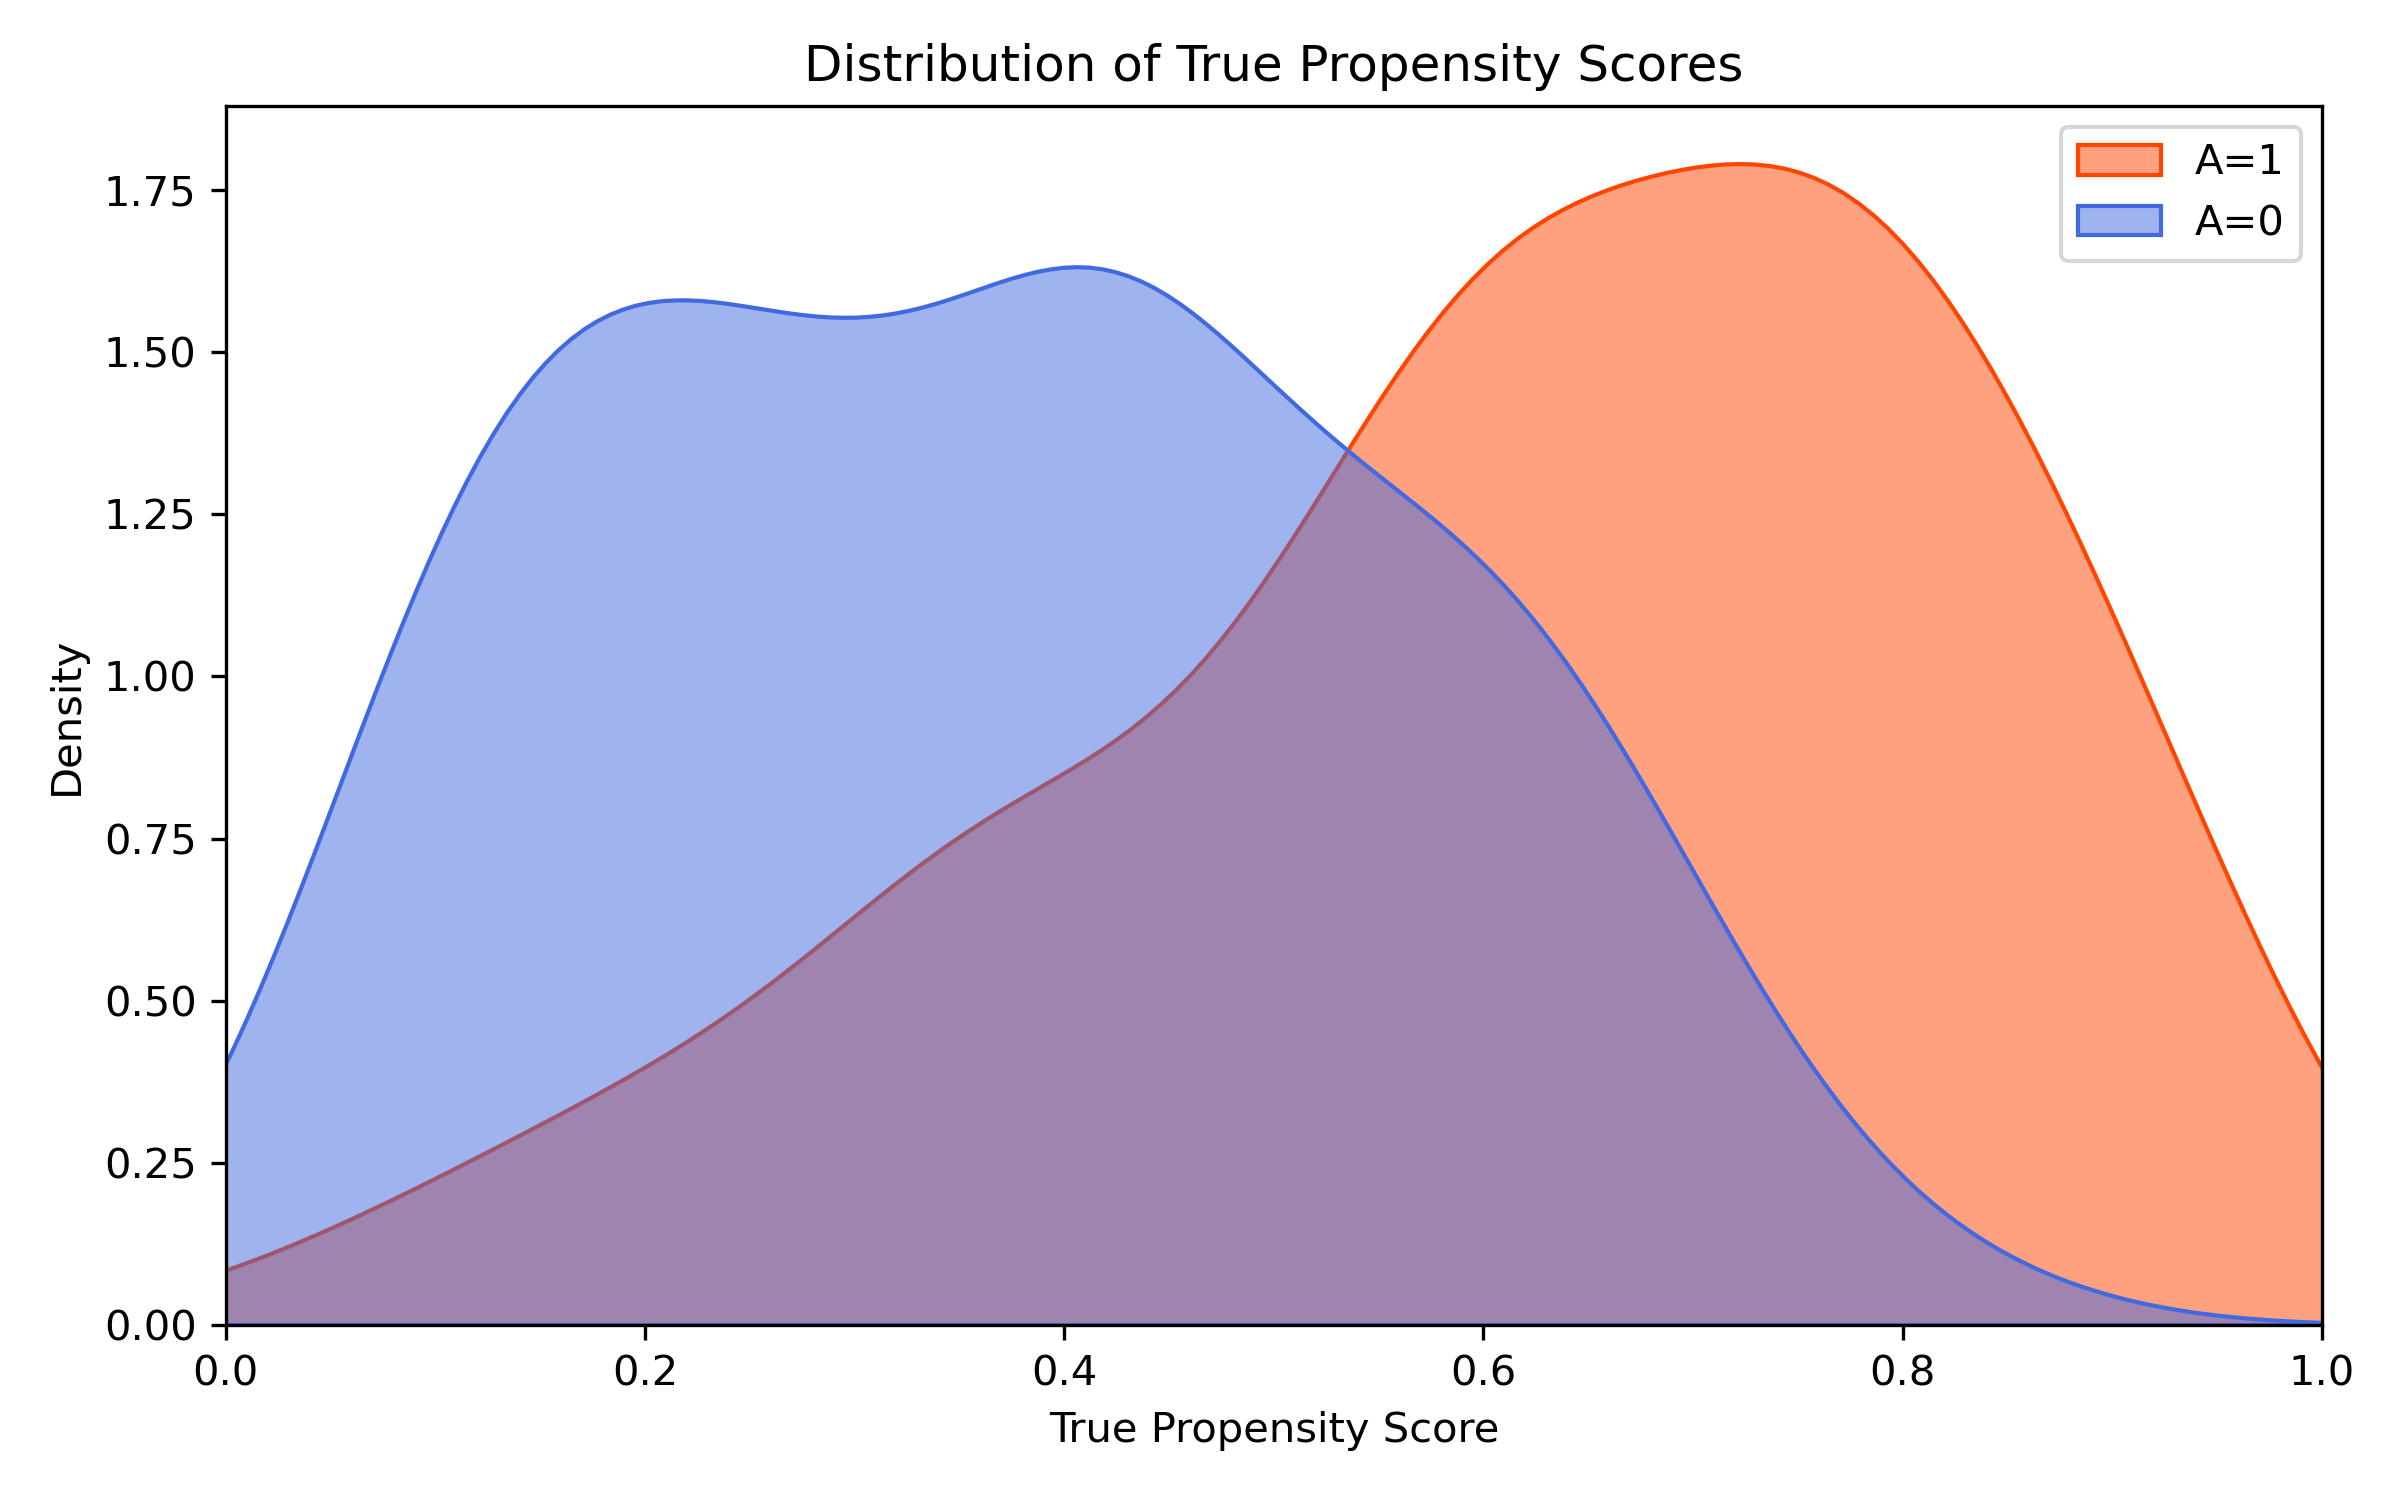 Distribution of True Propensity Scores
A=1
A=0
1.75
1.50
1.25
1.00
0.75
0.50
0.25
0.00
Density
0.0 0.2 0.4 0.6 0.8 1.0
True Propensity Score